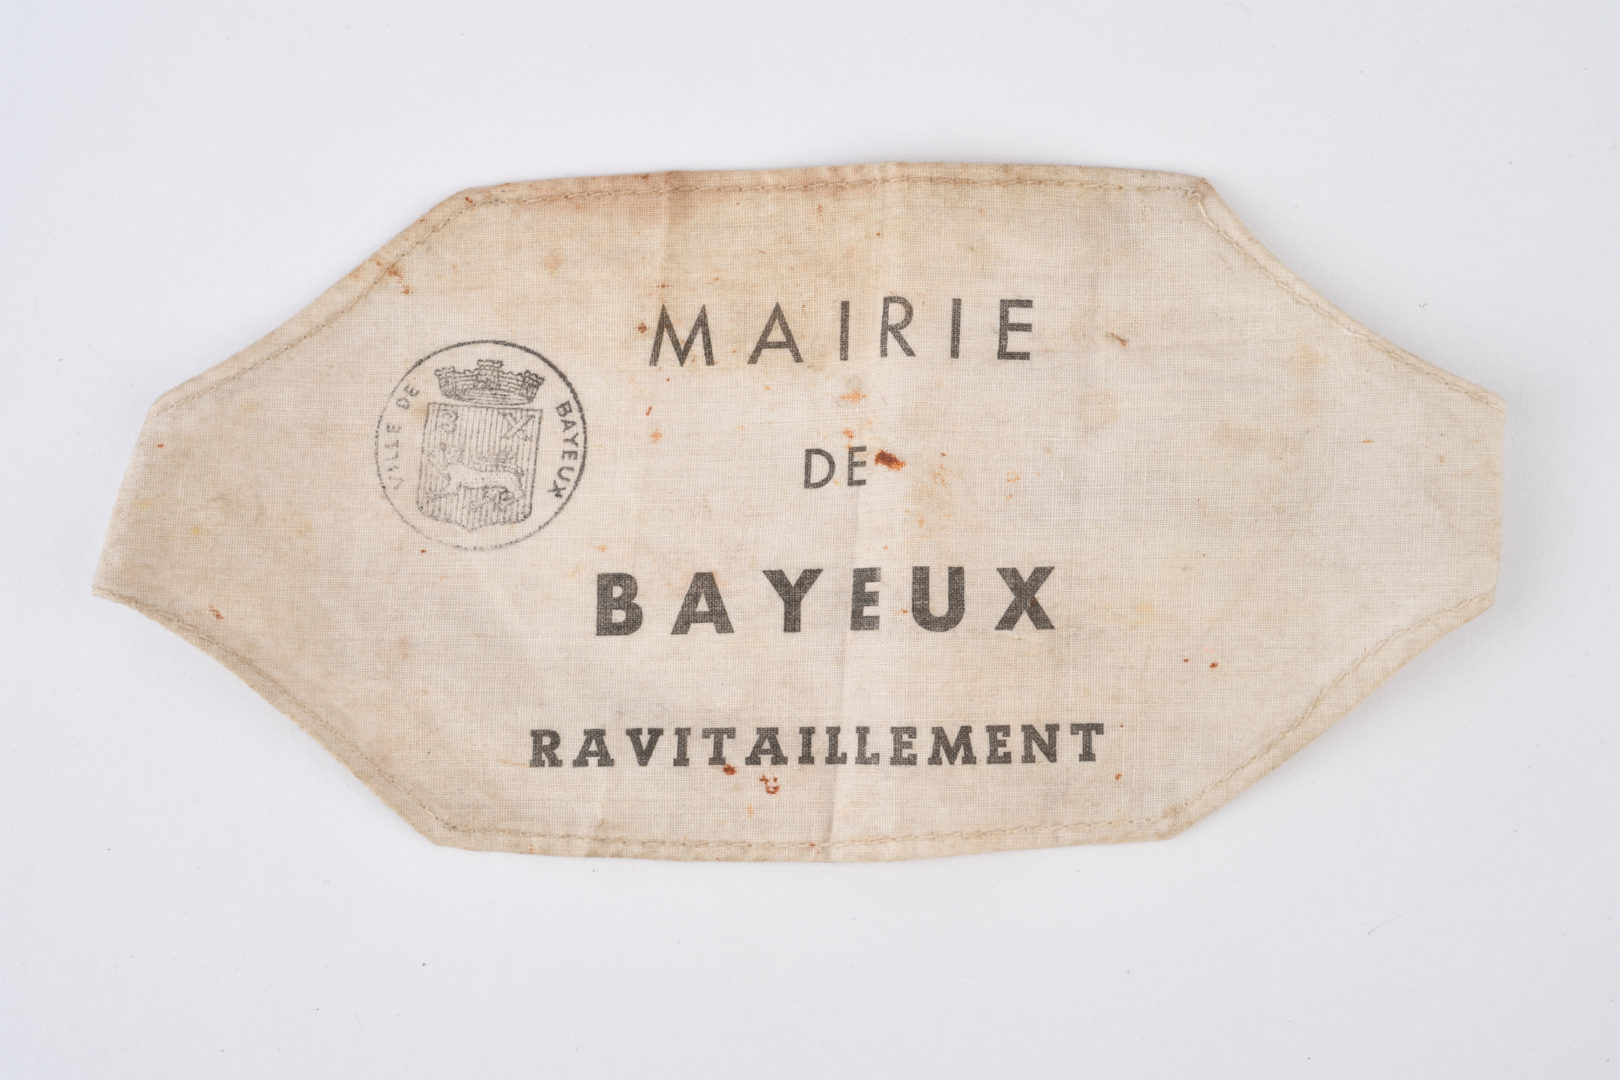 MAIRIE
DE
BAYEUX
RAVITAILLEMENT
VILLE DE BAYEUX